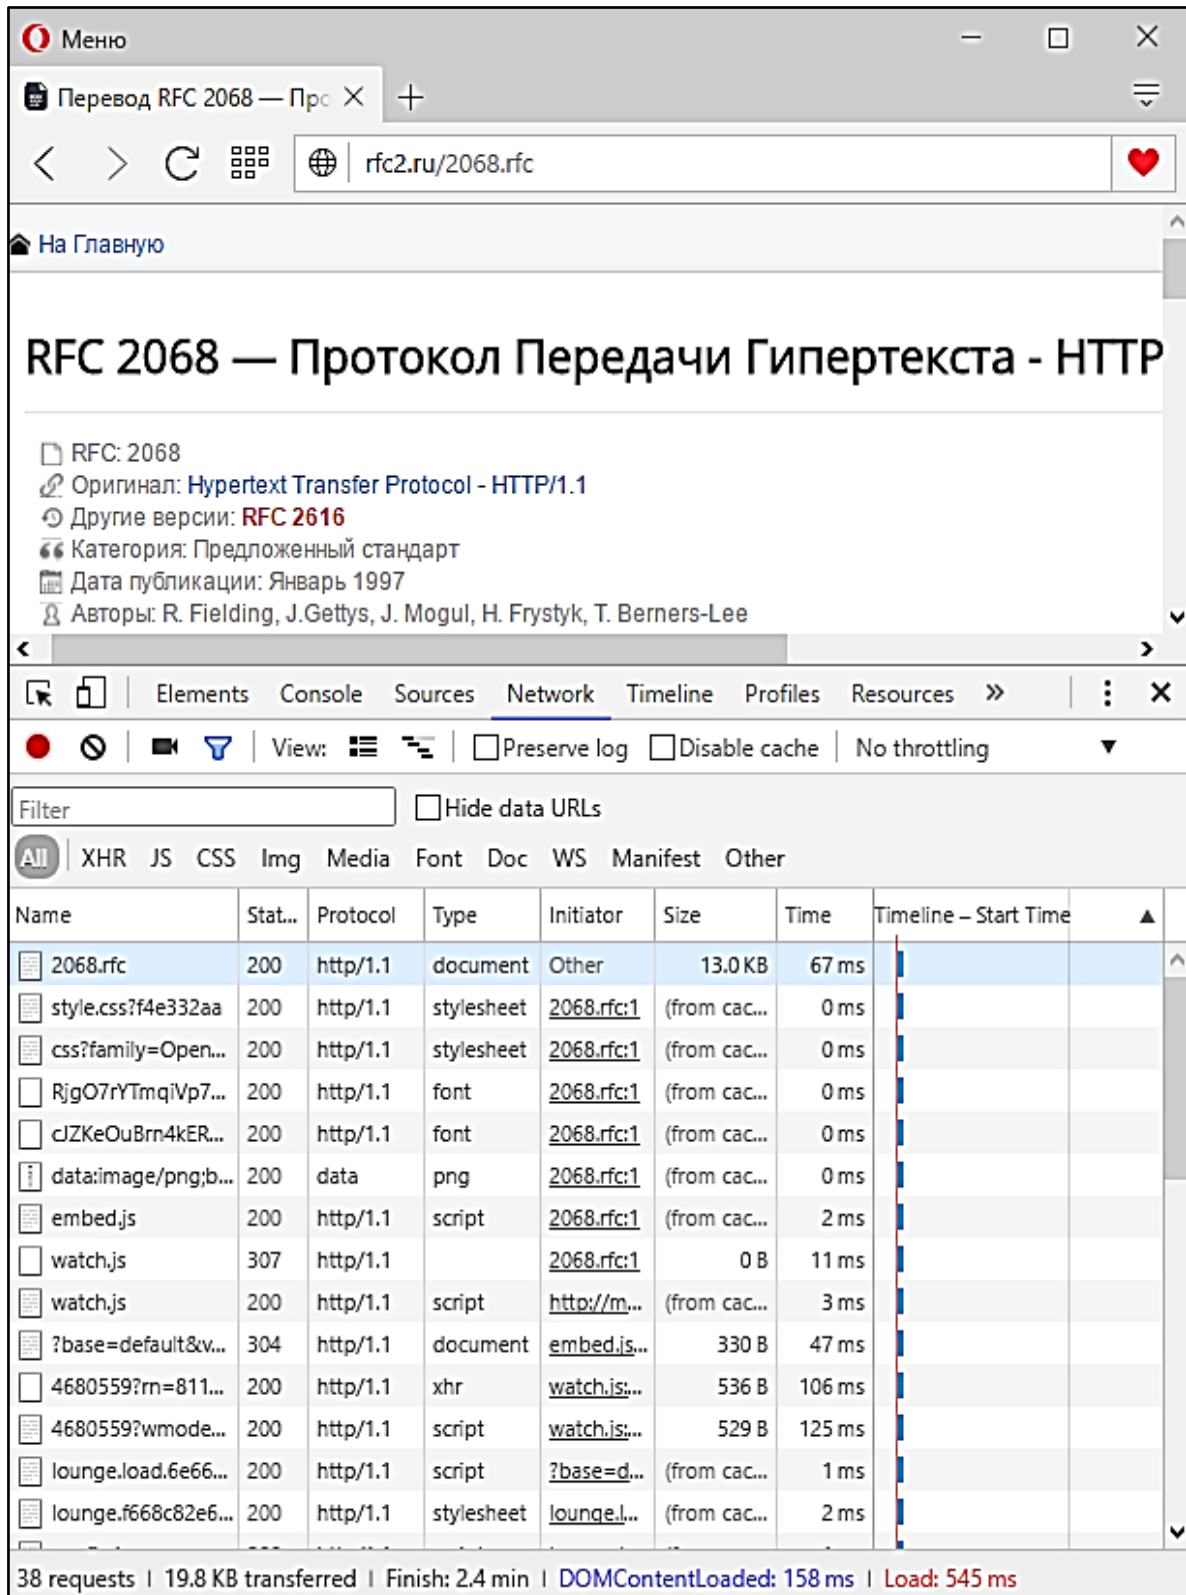 Меню
Перевод RFC 2068 — Прс
rfc2.ru/2068.rfc
На Главную
RFC 2068 — Протокол Передачи Гипертекста - HTTP
RFC: 2068
Оригинал: Hypertext Transfer Protocol - HTTP/1.1
Другие версии: RFC 2616
Категория: Предложенный стандарт
Дата публикации: Январь 1997
Авторы: R. Fielding, J.Gettys, J. Mogul, H. Frystyk, T. Berners-Lee
Elements Console Sources Network Timeline Profiles Resources »
View: Preserve log Disable cache No throttling
Filter Hide data URLs
All XHR JS CSS Img Media Font Doc WS Manifest Other
Name Stat... Protocol Type Initiator Size Time Timeline – Start Time
2068.rfc 200 http/1.1 document Other 13.0 KB 67 ms
style.css?f4e332aa 200 http/1.1 stylesheet 2068.rfc:1 (from cac... 0 ms
css?family=Open... 200 http/1.1 stylesheet 2068.rfc:1 (from cac... 0 ms
RjgO7rYTmqiVp7... 200 http/1.1 font 2068.rfc:1 (from cac... 0 ms
cJZKeOuBrn4kER... 200 http/1.1 font 2068.rfc:1 (from cac... 0 ms
data:image/png;b... 200 data png 2068.rfc:1 (from cac... 0 ms
embed.js 200 http/1.1 script 2068.rfc:1 (from cac... 2 ms
watch.js 307 http/1.1 2068.rfc:1 0 B 11 ms
watch.js 200 http/1.1 script http://m... (from cac... 3 ms
?base=default&v... 304 http/1.1 document embed.js... 330 B 47 ms
4680559?rn=811... 200 http/1.1 xhr watch.js:... 536 B 106 ms
4680559?wmode... 200 http/1.1 script watch.js:... 529 B 125 ms
lounge.load.6e66... 200 http/1.1 script ?base=d... (from cac... 1 ms
lounge.f668c82e6... 200 http/1.1 stylesheet lounge.l... (from cac... 2 ms
38 requests | 19.8 KB transferred | Finish: 2.4 min | DOMContentLoaded: 158 ms | Load: 545 ms